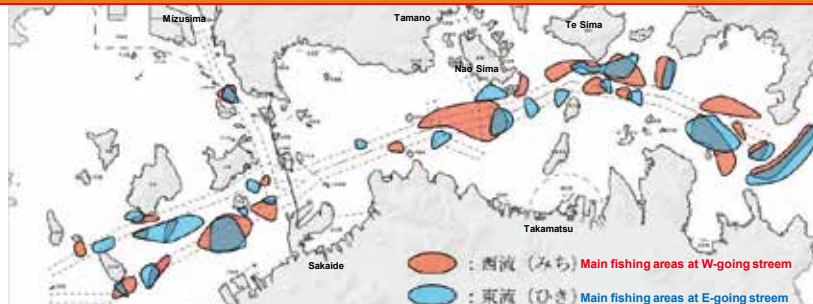 Mizusima
Tamano
Te Sima
Nao Sima
Takamatsu
Sakaide
: 西流 (みち) Main fishing areas at W-going streem
: 東流 (ひき) Main fishing areas at E-going streem